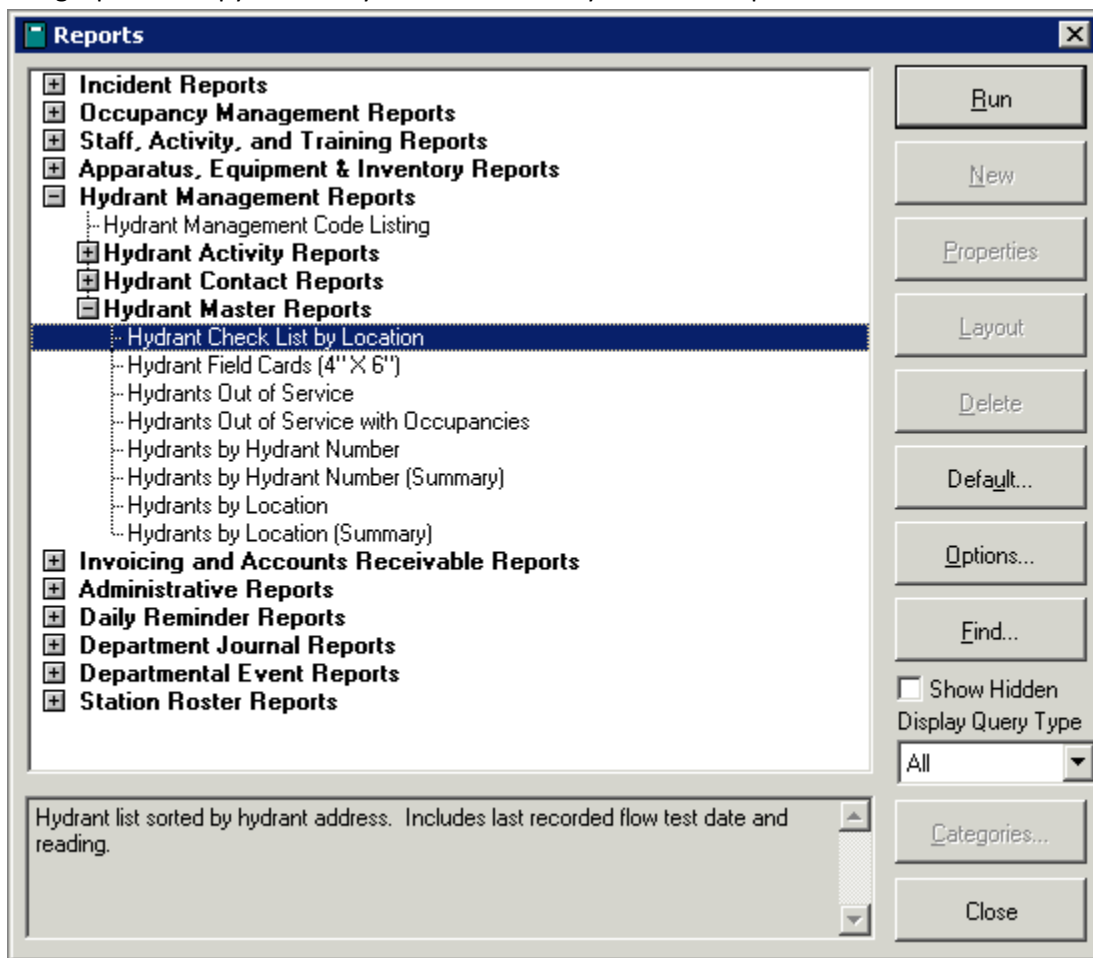 Reports
Incident Reports
Occupancy Management Reports
Staff, Activity, and Training Reports
Apparatus, Equipment & Inventory Reports
Hydrant Management Reports
Hydrant Management Code Listing
Hydrant Activity Reports
Hydrant Contact Reports
Hydrant Master Reports
Hydrant Check List by Location
Hydrant Field Cards (4" X 6")
Hydrants Out of Service
Hydrants Out of Service with Occupancies
Hydrants by Hydrant Number
Hydrants by Hydrant Number (Summary)
Hydrants by Location
Hydrants by Location (Summary)
Invoicing and Accounts Receivable Reports
Administrative Reports
Daily Reminder Reports
Department Journal Reports
Departmental Event Reports
Station Roster Reports
Hydrant list sorted by hydrant address. Includes last recorded flow test date and
reading.
Run
New
Properties
Layout
Delete
Default...
Options...
Find...
Show Hidden
Display Query Type
All
Categories...
Close